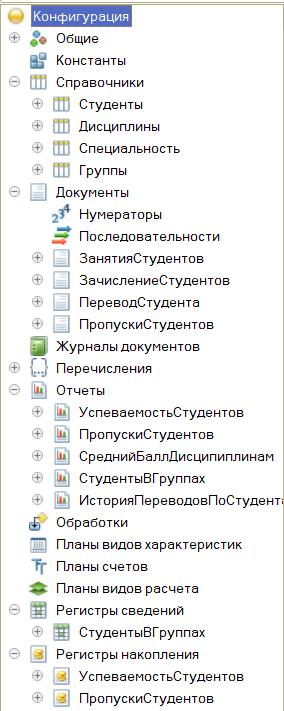 Конфигурация
Общие
Константы
Справочники
Студенты
Дисциплины
Специальность
Группы
Документы
Нумераторы
Последовательности
ЗанятияСтудентов
ЗачислениеСтудентов
ПереводСтудента
ПропускиСтудентов
Журналы документов
Перечисления
Отчеты
УспеваемостьСтудентов
ПропускиСтудентов
СреднийБаллДисципиплинам
СтудентыВГруппах
ИсторияПереводовПоСтудента
Обработки
Планы видов характеристик
Планы счетов
Планы видов расчета
Регистры сведений
СтудентыВГруппах
Регистры накопления
УспеваемостьСтудентов
ПропускиСтудентов